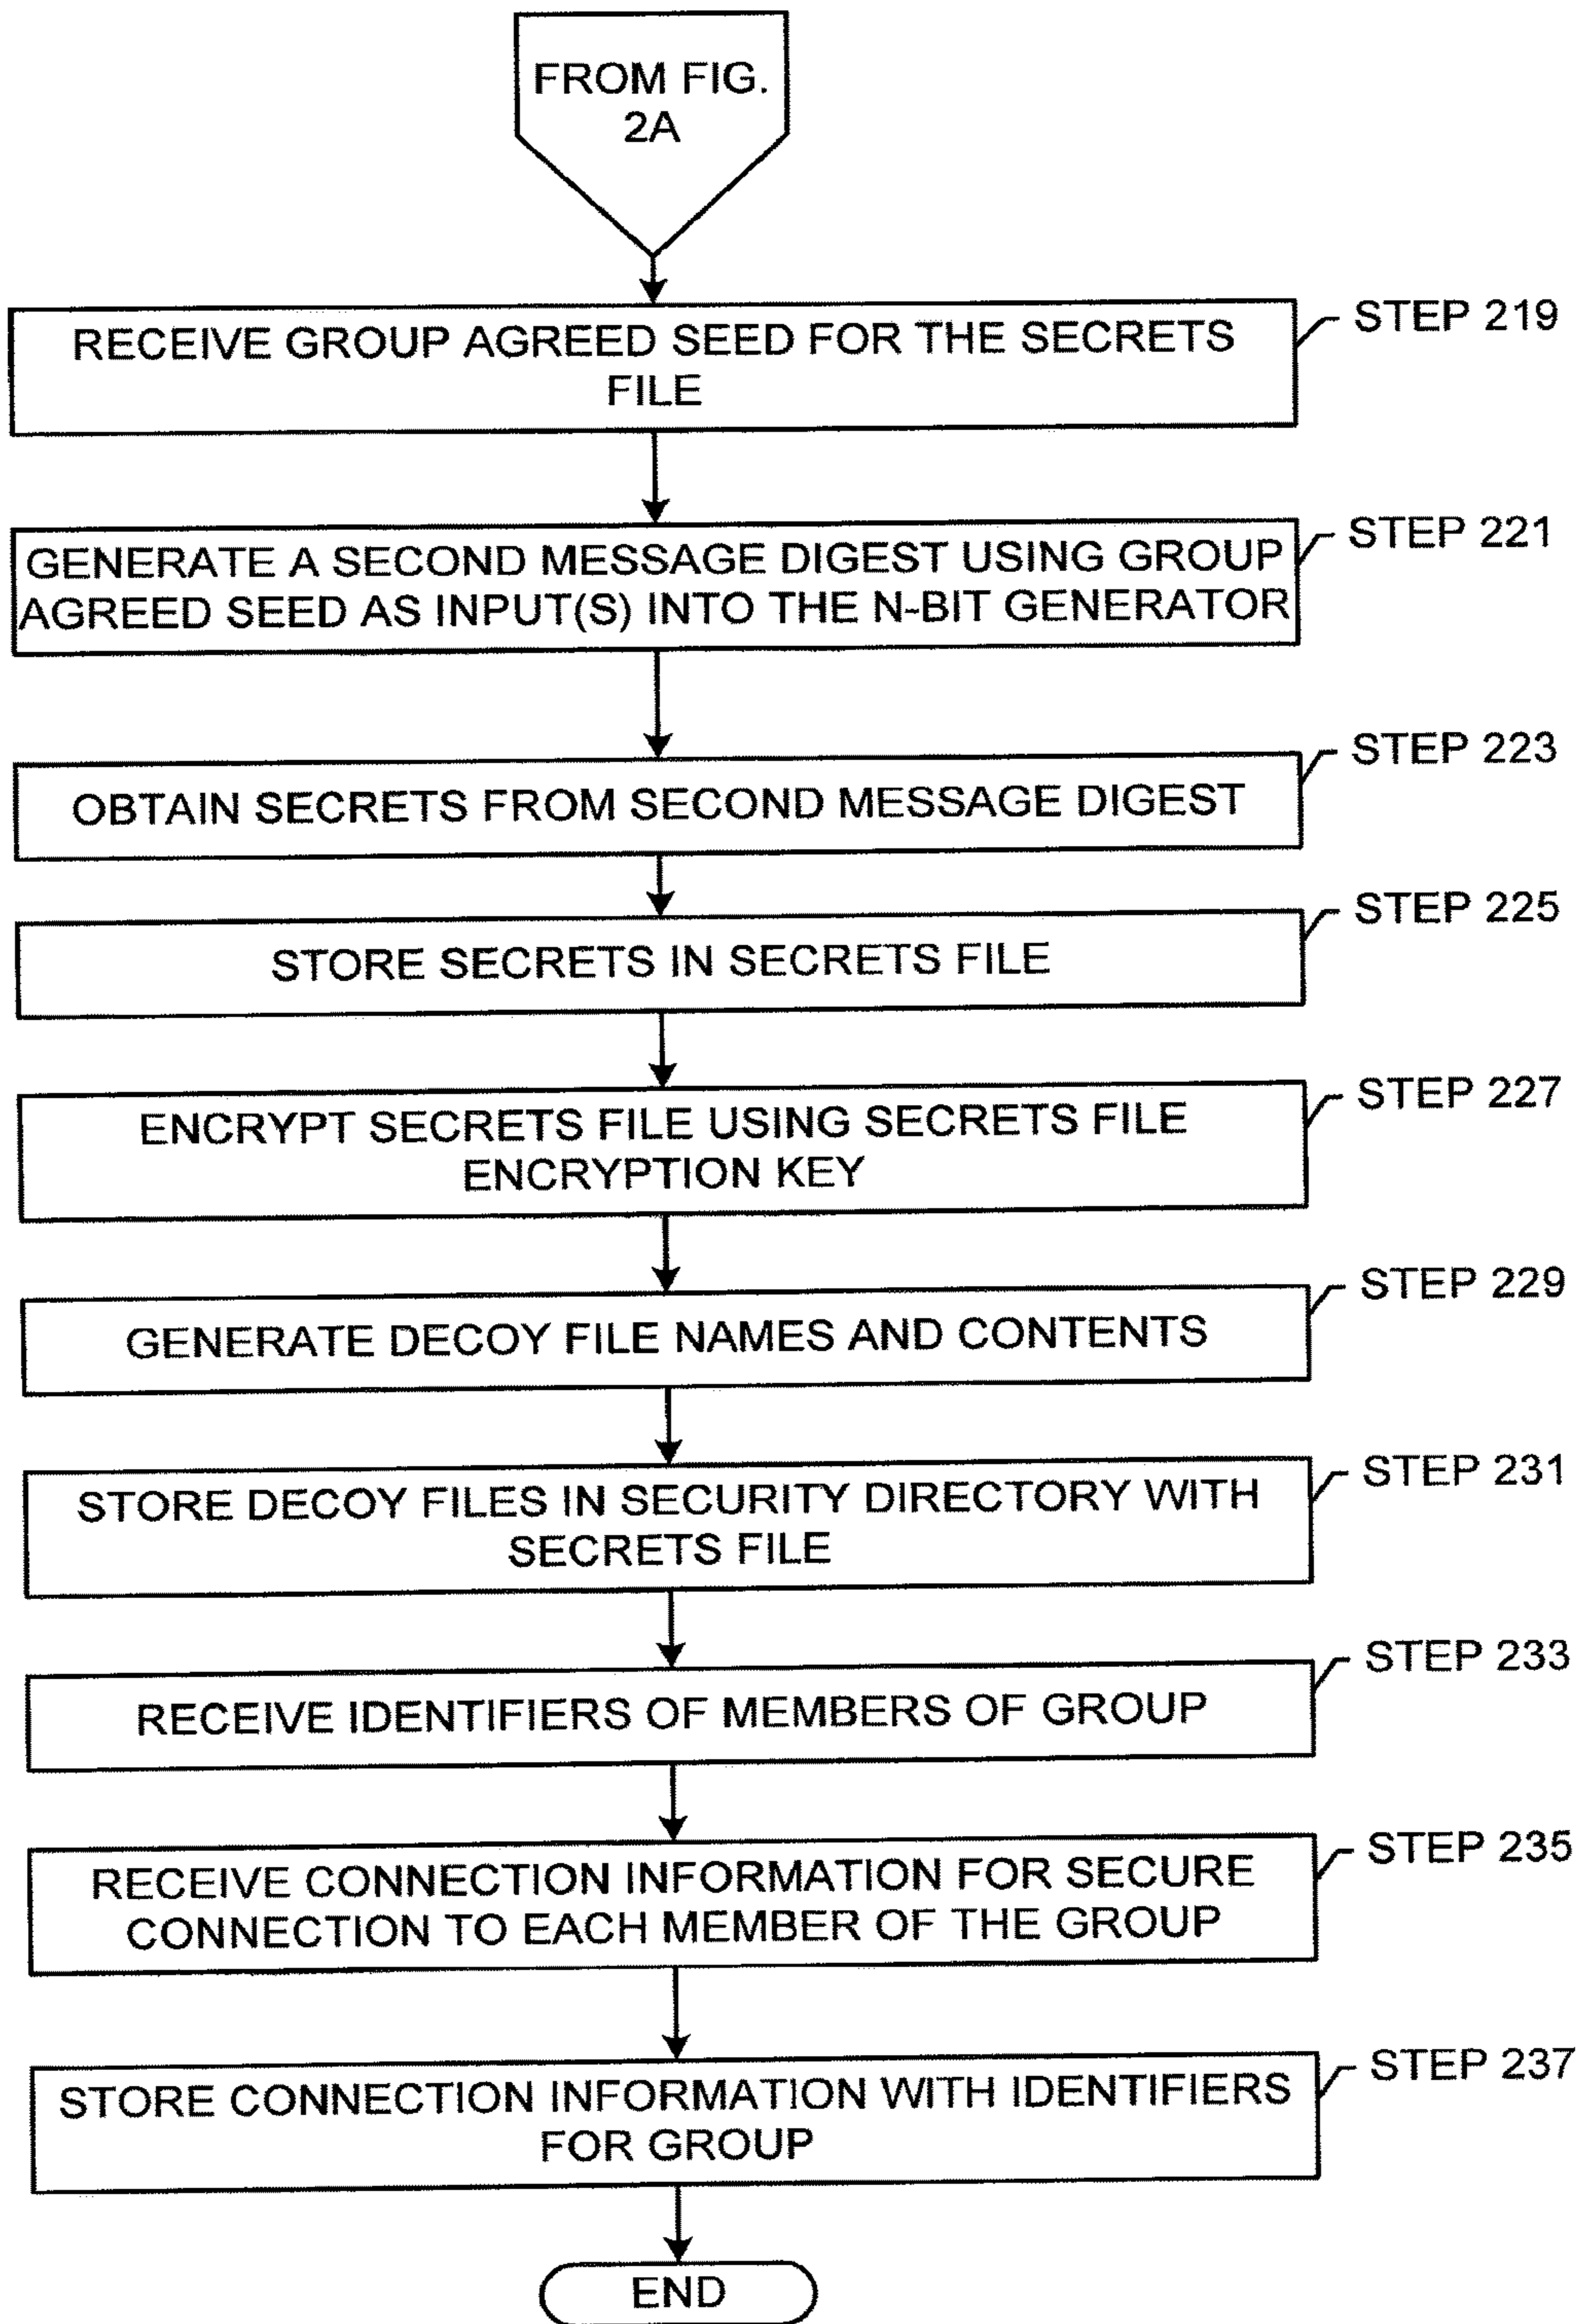 FROM FIG.
2A
RECEIVE GROUP AGREED SEED FOR THE SECRETS
FILE
STEP 219
GENERATE A SECOND MESSAGE DIGEST USING GROUP
AGREED SEED AS INPUT(S) INTO THE N-BIT GENERATOR
STEP 221
OBTAIN SECRETS FROM SECOND MESSAGE DIGEST
STEP 223
STORE SECRETS IN SECRETS FILE
STEP 225
ENCRYPT SECRETS FILE USING SECRETS FILE
ENCRYPTION KEY
STEP 227
GENERATE DECOY FILE NAMES AND CONTENTS
STEP 229
STORE DECOY FILES IN SECURITY DIRECTORY WITH
SECRETS FILE
STEP 231
RECEIVE IDENTIFIERS OF MEMBERS OF GROUP
STEP 233
RECEIVE CONNECTION INFORMATION FOR SECURE
CONNECTION TO EACH MEMBER OF THE GROUP
STEP 235
STORE CONNECTION INFORMATION WITH IDENTIFIERS
FOR GROUP
STEP 237
END